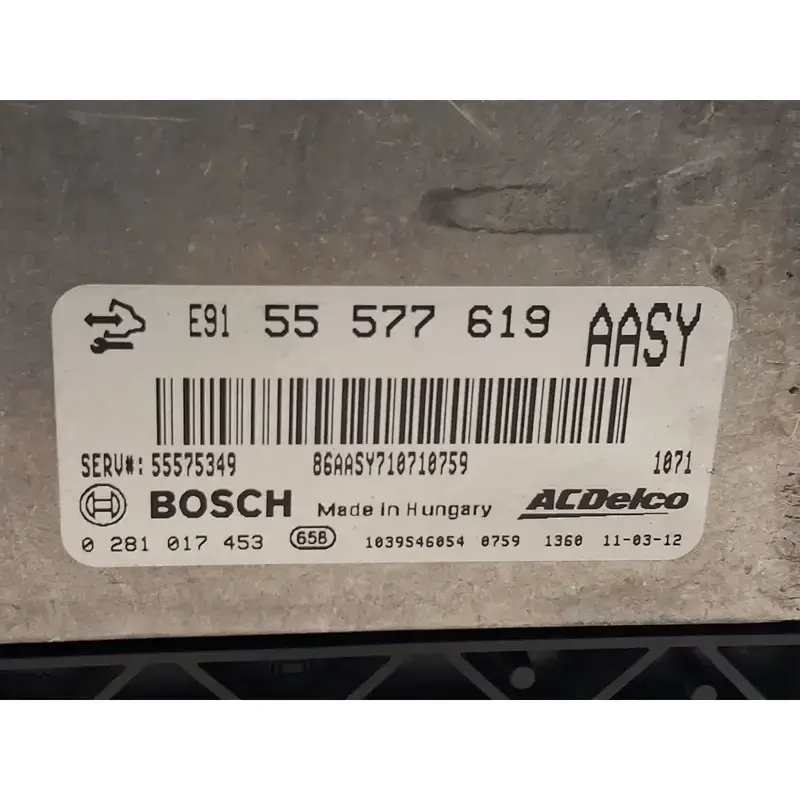 E91 55 577 619 AASY
SERV#: 55575349 86AASY710710759 1071
BOSCH Made in Hungary ACDelco
0 281 017 453 658 1039546054 0759 1360 11-03-12